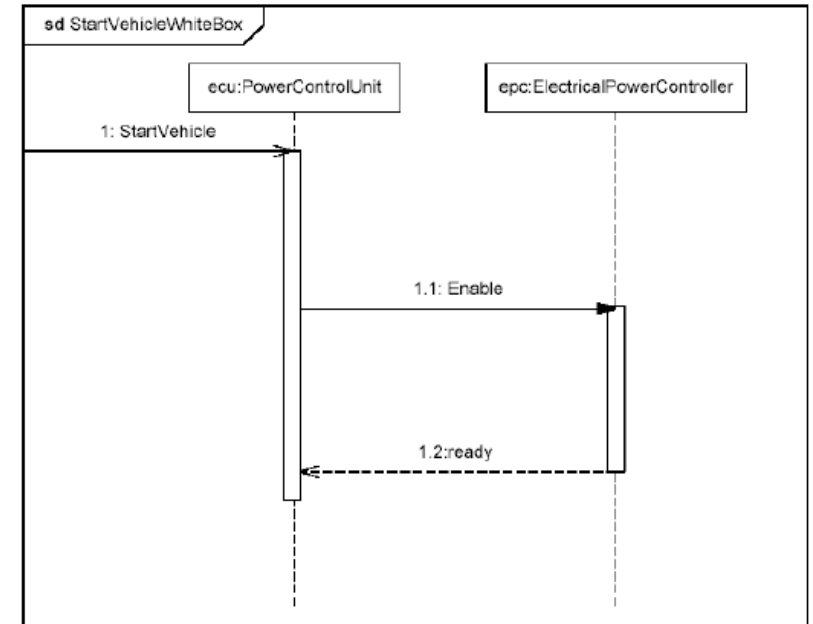 sd StartVehicleWhiteBox
ecu:PowerControlUnit
epc:ElectricalPowerController
1: StartVehicle
1.1: Enable
1.2:ready